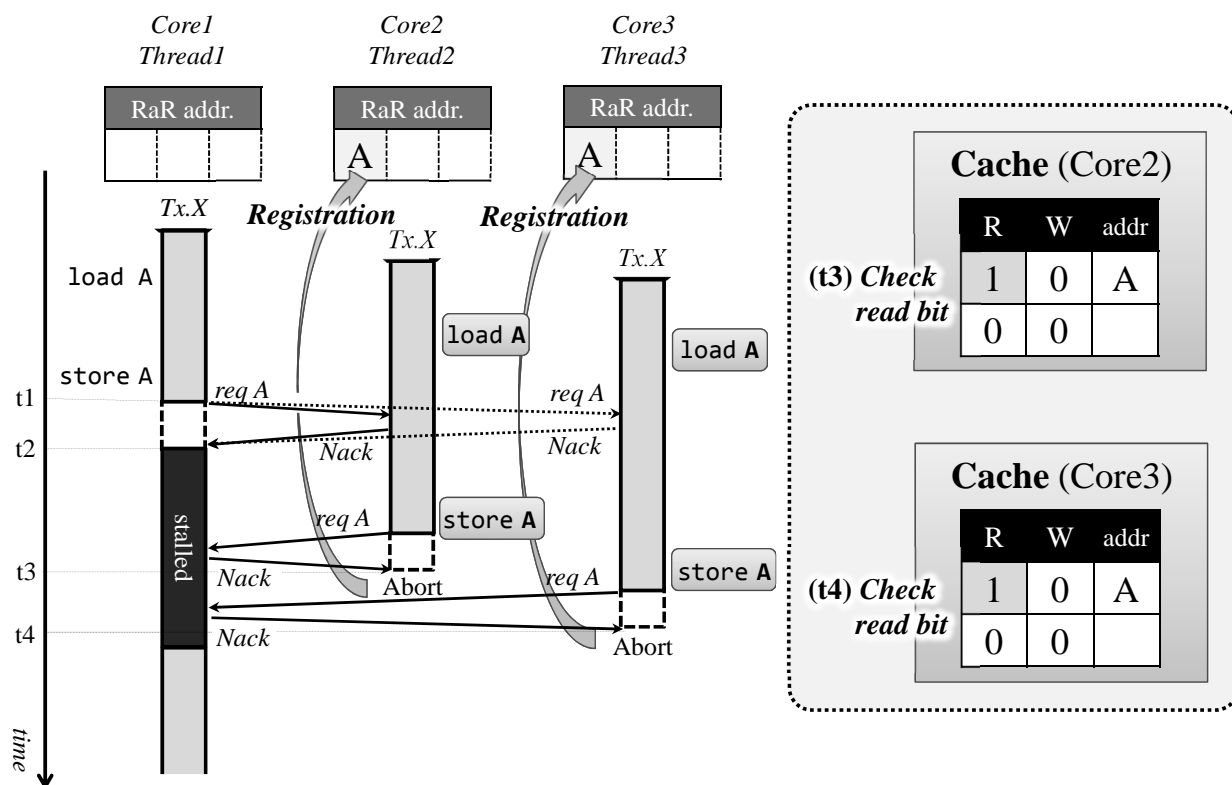 Core1
Thread1
Core2
Thread2
Core3
Thread3
RaR addr.
RaR addr.
RaR addr.
A
A
Tx.X
Registration
Registration
Tx.X
Tx.X
load A
load A
load A
store A
t1
req A
req A
t2
Nack
Nack
stalled
req A
store A
t3
Nack
Abort
req A
store A
t4
Nack
Abort
time
Cache (Core2)
R W addr
(t3) Check
read bit
1 0 A
0 0
Cache (Core3)
R W addr
(t4) Check
read bit
1 0 A
0 0